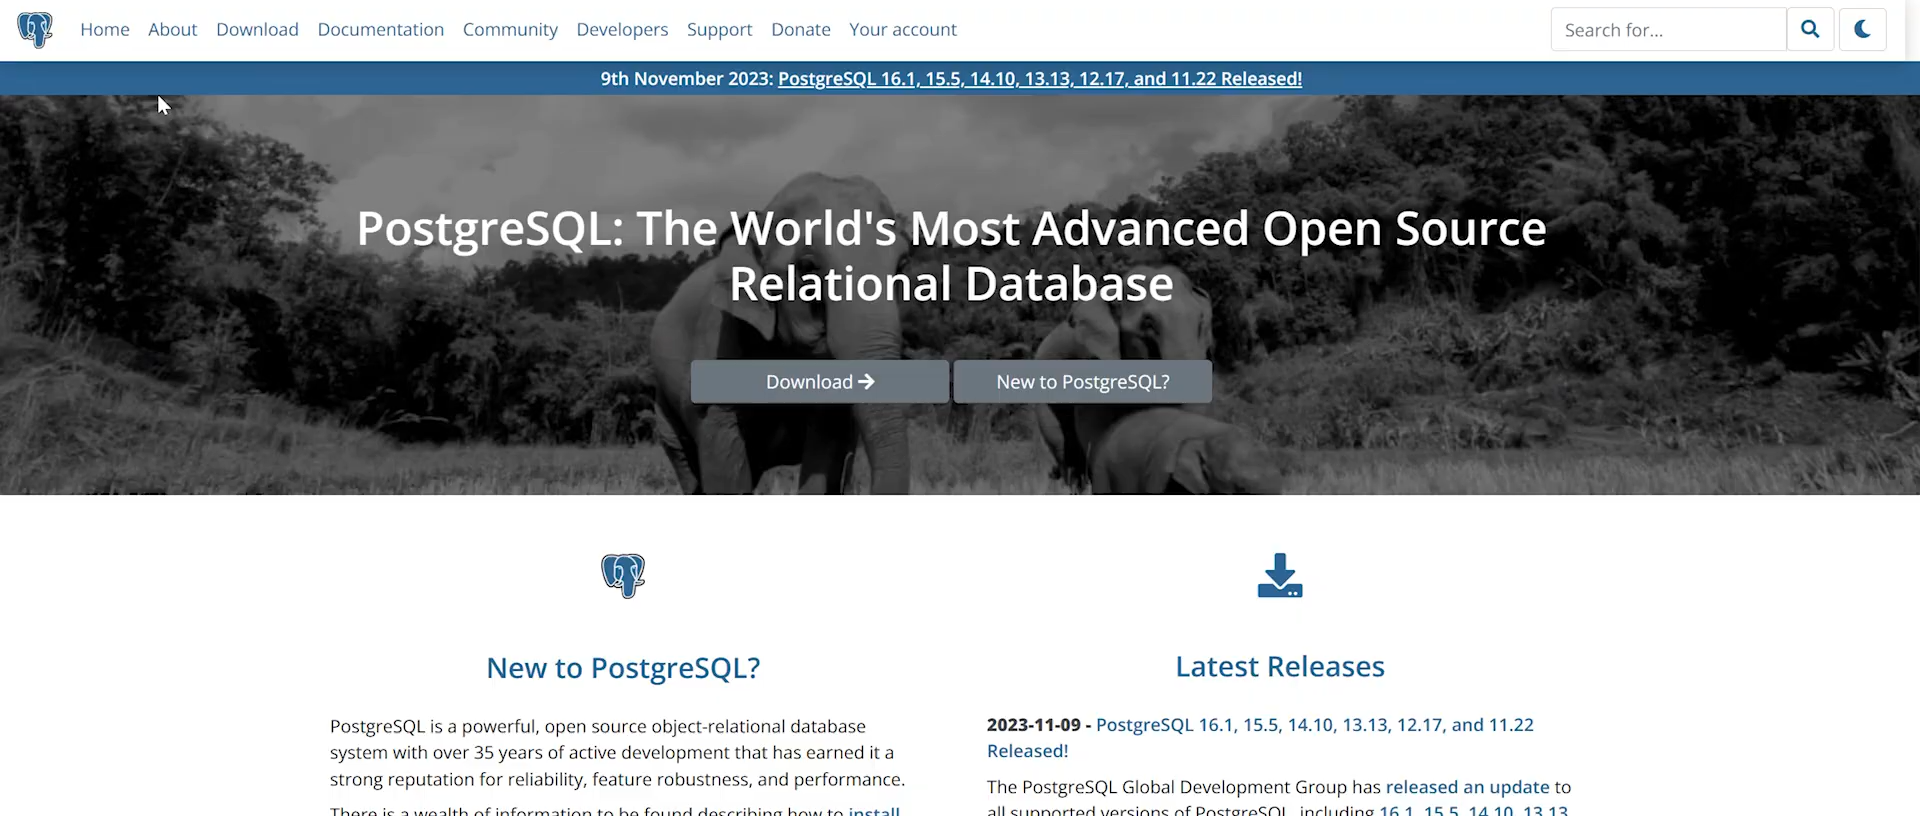 Home About Download Documentation Community Developers Support Donate Your account Search for...
9th November 2023: PostgreSQL 16.1, 15.5, 14.10, 13.13, 12.17, and 11.22 Released!
PostgreSQL: The World's Most Advanced Open Source
Relational Database
Download New to PostgreSQL?
New to PostgreSQL?
PostgreSQL is a powerful, open source object-relational database
system with over 35 years of active development that has earned it a
strong reputation for reliability, feature robustness, and performance.
There is a wealth of information to be found describing how to install
Latest Releases
2023-11-09 - PostgreSQL 16.1, 15.5, 14.10, 13.13, 12.17, and 11.22
Released!
The PostgreSQL Global Development Group has released an update to
all supported versions of PostgreSQL, including 16.1, 15.5, 14.10, 13.13,